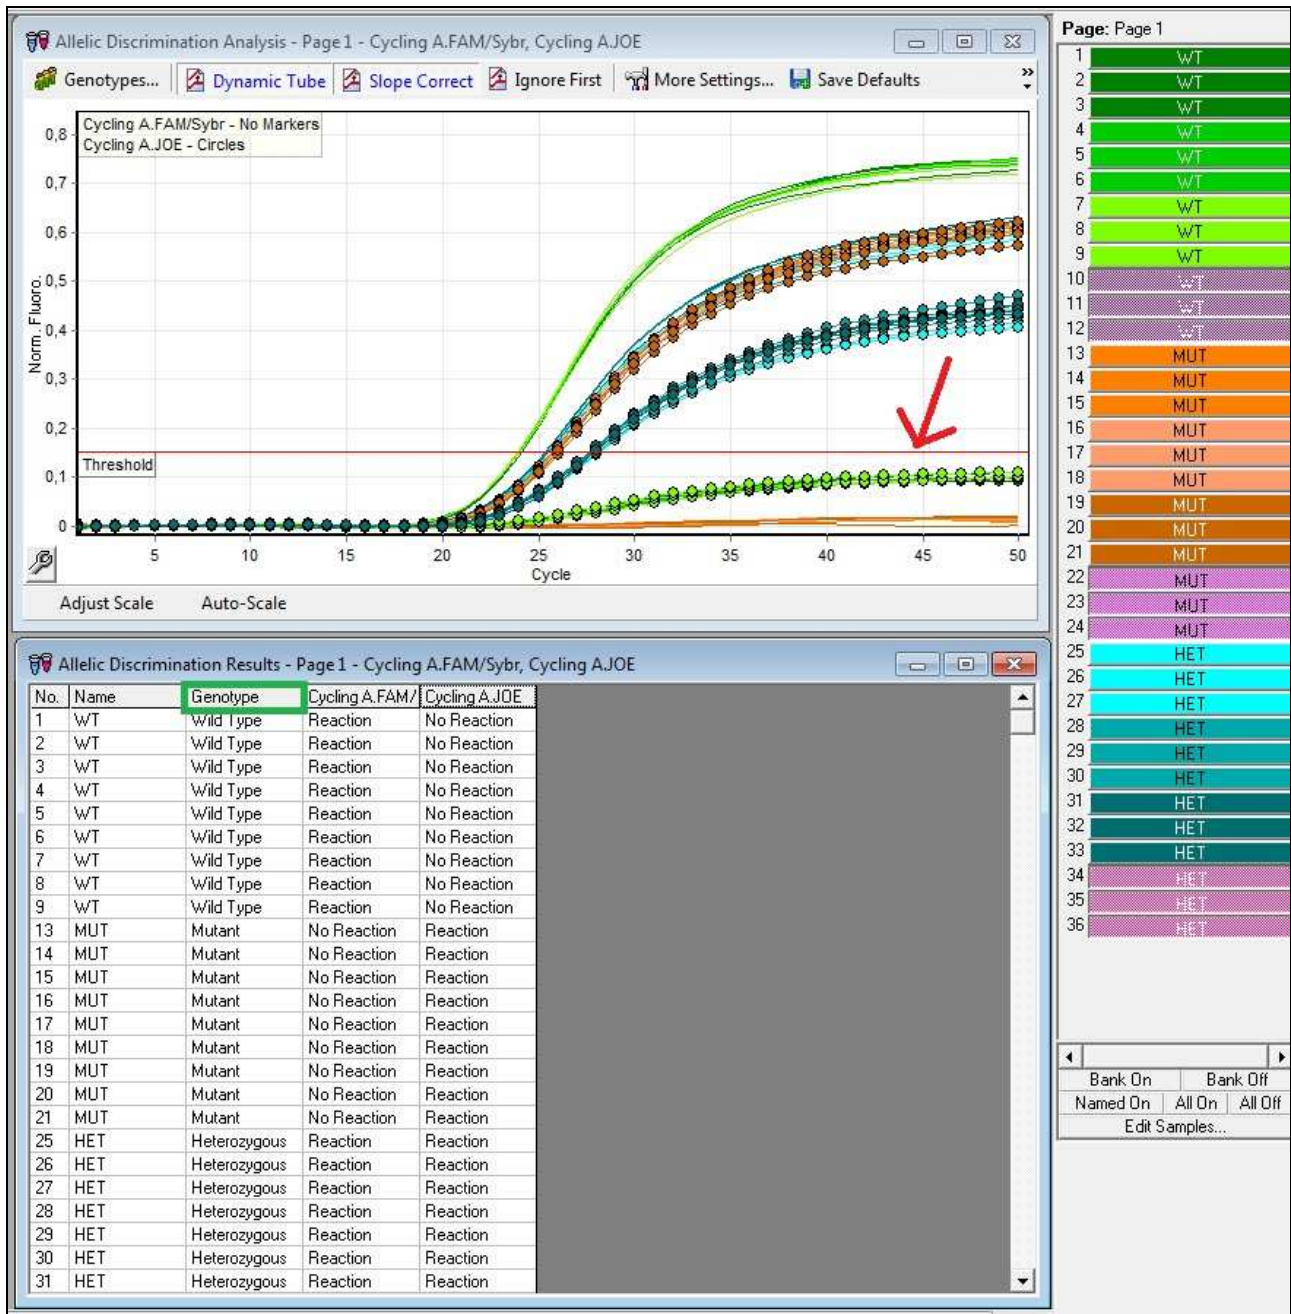 Allelic Discrimination Analysis - Page 1 - Cycling A.FAM/Sybr, Cycling A.JOE
Genotypes... Dynamic Tube Slope Correct Ignore First More Settings... Save Defaults »
Cycling A.FAM/Sybr - No Markers
Cycling A.JOE - Circles
0,8
0,7
0,6
0,5
0,4
0,3
0,2
0,1
0
Norm. Fluoro.
Threshold
5 10 15 20 25 30 35 40 45 50
Cycle
Adjust Scale Auto-Scale
Allelic Discrimination Results - Page 1 - Cycling A.FAM/Sybr, Cycling A.JOE
No. Name Genotype Cycling A.FAM/ Cycling A.JOE
1 WT Wild Type Reaction No Reaction
2 WT Wild Type Reaction No Reaction
3 WT Wild Type Reaction No Reaction
4 WT Wild Type Reaction No Reaction
5 WT Wild Type Reaction No Reaction
6 WT Wild Type Reaction No Reaction
7 WT Wild Type Reaction No Reaction
8 WT Wild Type Reaction No Reaction
9 WT Wild Type Reaction No Reaction
13 MUT Mutant No Reaction Reaction
14 MUT Mutant No Reaction Reaction
15 MUT Mutant No Reaction Reaction
16 MUT Mutant No Reaction Reaction
17 MUT Mutant No Reaction Reaction
18 MUT Mutant No Reaction Reaction
19 MUT Mutant No Reaction Reaction
20 MUT Mutant No Reaction Reaction
21 MUT Mutant No Reaction Reaction
25 HET Heterozygous Reaction Reaction
26 HET Heterozygous Reaction Reaction
27 HET Heterozygous Reaction Reaction
28 HET Heterozygous Reaction Reaction
29 HET Heterozygous Reaction Reaction
30 HET Heterozygous Reaction Reaction
31 HET Heterozygous Reaction Reaction
Page: Page 1
1 WT
2 WT
3 WT
4 WT
5 WT
6 WT
7 WT
8 WT
9 WT
10 WT
11 WT
12 WT
13 MUT
14 MUT
15 MUT
16 MUT
17 MUT
18 MUT
19 MUT
20 MUT
21 MUT
22 MUT
23 MUT
24 MUT
25 HET
26 HET
27 HET
28 HET
29 HET
30 HET
31 HET
32 HET
33 HET
34 HET
35 HET
36 HET
Bank On Bank Off
Named On All On All Off
Edit Samples...